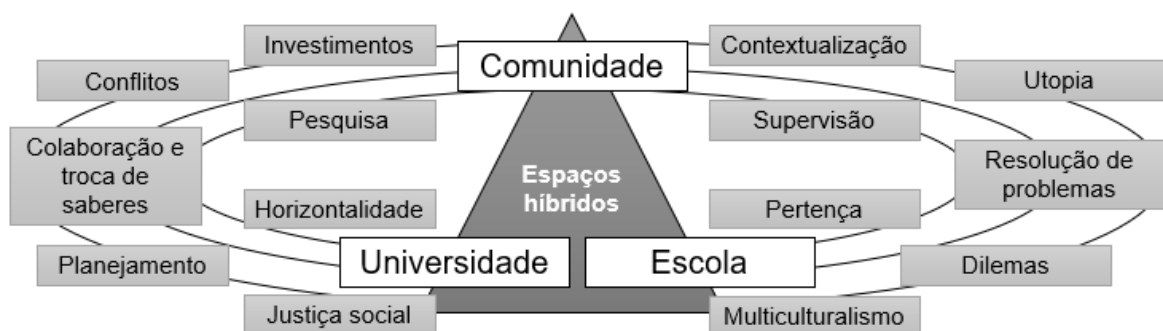 Investimentos
Contextualização
Comunidade
Conflitos
Utopia
Pesquisa
Supervisão
Colaboração e
troca de
saberes
Espaços
híbridos
Resolução de
problemas
Horizontalidade
Pertença
Planejamento
Universidade
Escola
Dilemas
Justiça social
Multiculturalismo